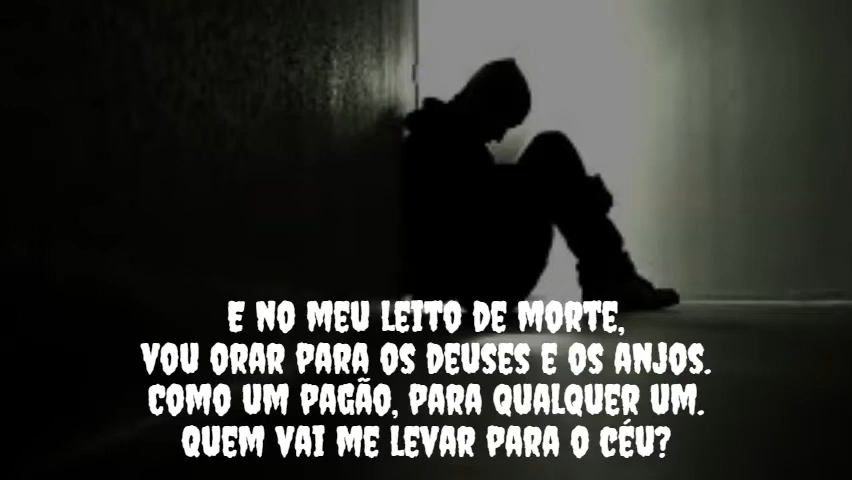 E NO MEU LEITO DE MORTE,
VOU ORAR PARA OS DEUSES E OS ANJOS.
COMO UM PAGÃO, PARA QUALQUER UM.
QUEM VAI ME LEVAR PARA O CÉU?